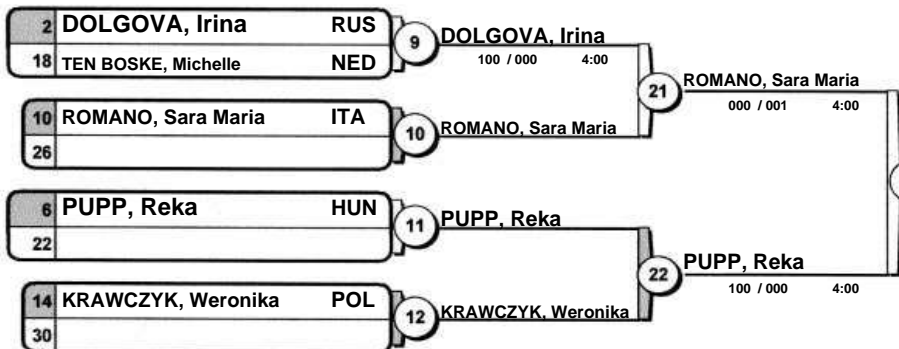 2 DOLGOVA, Irina RUS
18 TEN BOSKE, Michelle NED
9
DOLGOVA, Irina
100 / 000 4:00
10 ROMANO, Sara Maria ITA
26
10
ROMANO, Sara Maria
21
ROMANO, Sara Maria
000 / 001 4:00
6 PUPP, Reka HUN
22
11
PUPP, Reka
14 KRAWCZYK, Weronika POL
30
12
KRAWCZYK, Weronika
22
PUPP, Reka
100 / 000 4:00